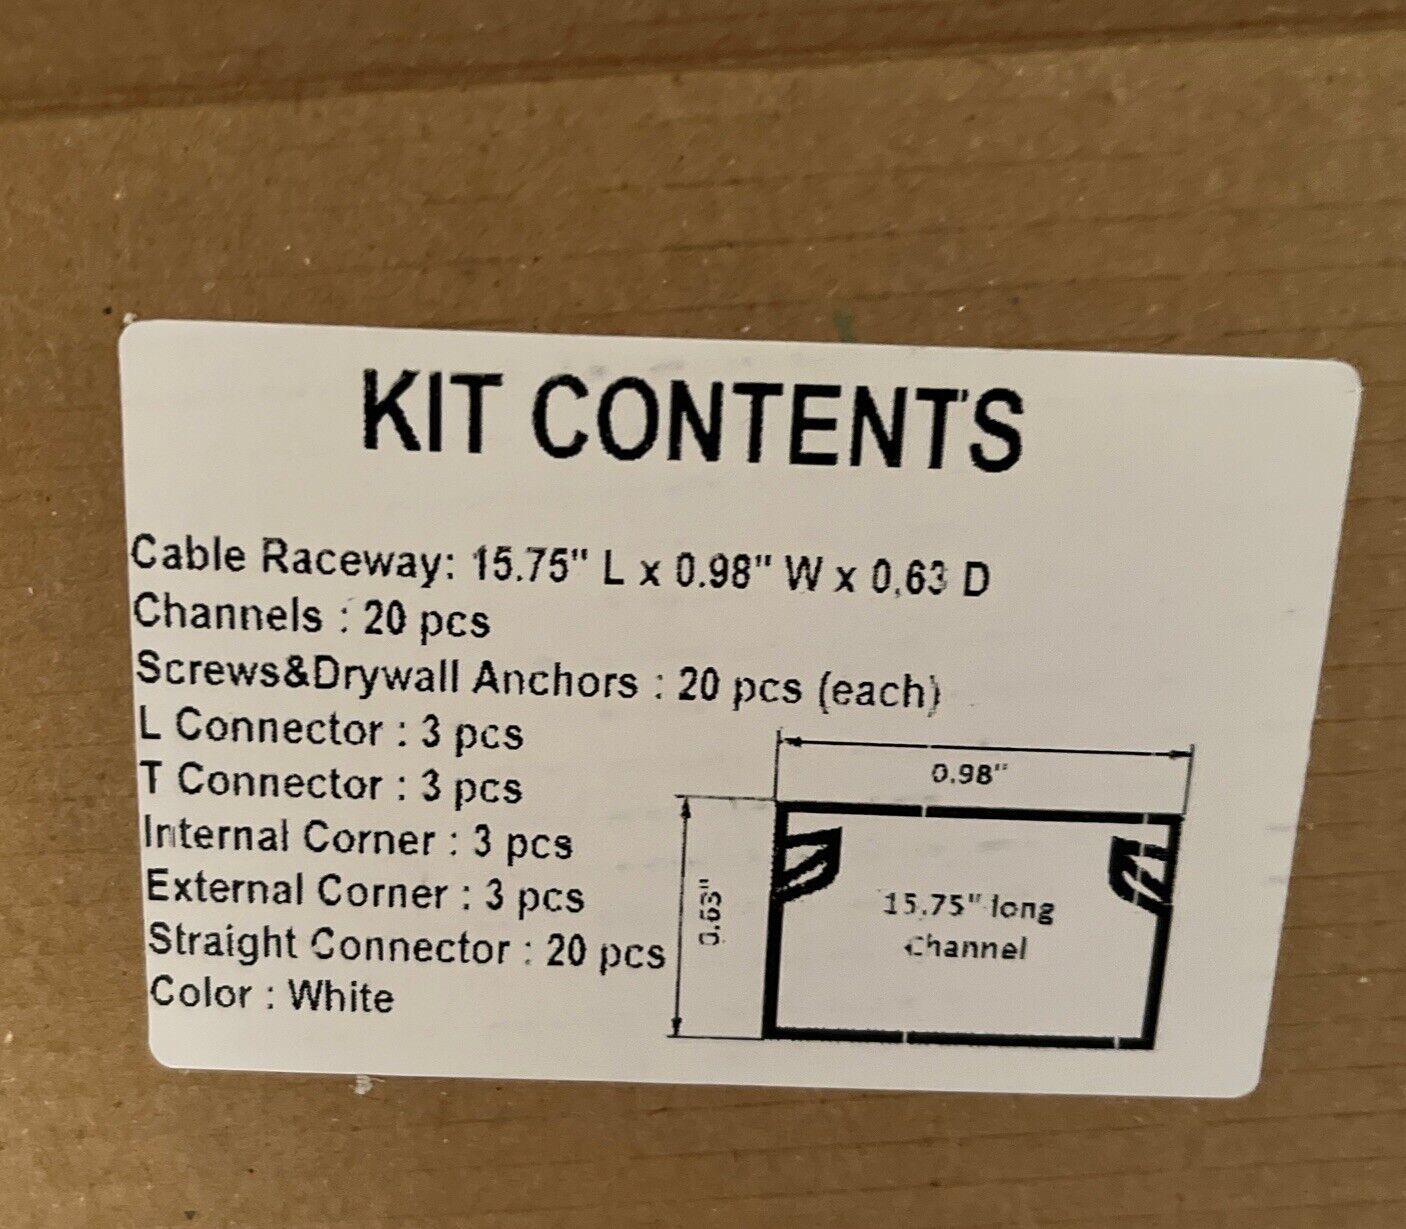 KIT CONTENTS
Cable Raceway: 15.75" L x 0.98" W x 0.63 D
Channels : 20 pcs
Screws&Drywall Anchors : 20 pcs (each)
L Connector : 3 pcs
T Connector : 3 pcs
Internal Corner : 3 pcs
External Corner : 3 pcs
Straight Connector : 20 pcs
Color : White
0.98"
0.63"
15.75" long
Channel